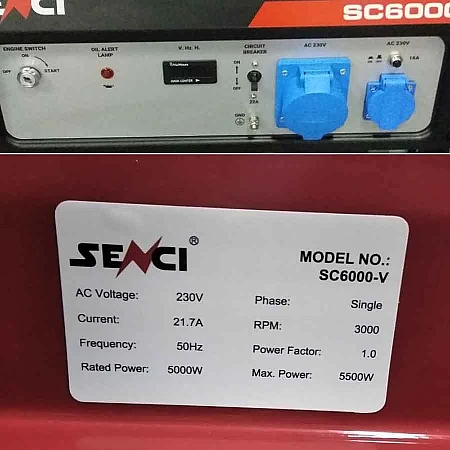 SENCI
SC6000
ENGINE SWITCH
ON
OFF
START
OIL ALERT
LAMP
V. Hz. H.
CIRCUIT
BREAKER
ON
OFF
22A
GND
AC 230V
AC 230V
16A
SENCI®
MODEL NO.:
SC6000-V
AC Voltage: 230V
Phase: Single
Current: 21.7A
RPM: 3000
Frequency: 50Hz
Power Factor: 1.0
Rated Power: 5000W
Max. Power: 5500W